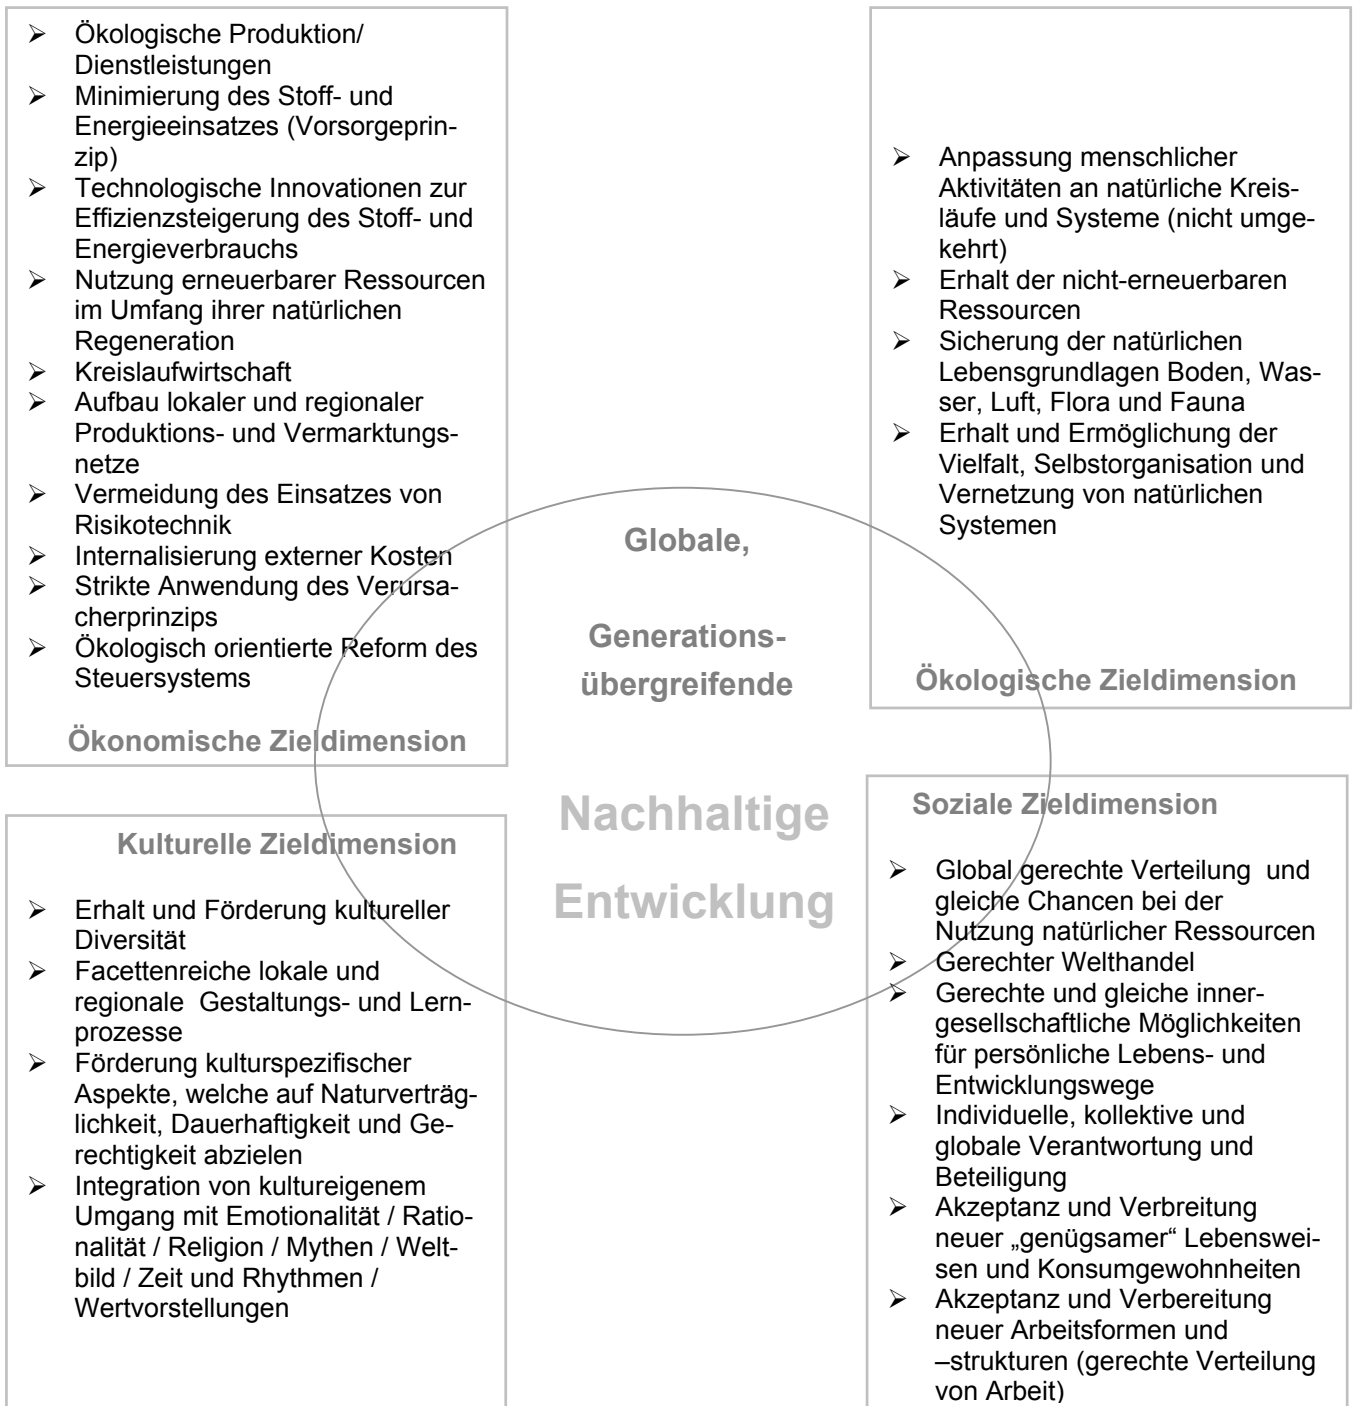 ➢ Ökologische Produktion/
Dienstleistungen
➢ Minimierung des Stoff- und
Energieeinsatzes (Vorsorgeprin-
zip)
➢ Technologische Innovationen zur
Effizienzsteigerung des Stoff- und
Energieverbrauchs
➢ Nutzung erneuerbarer Ressourcen
im Umfang ihrer natürlichen
Regeneration
➢ Kreislaufwirtschaft
➢ Aufbau lokaler und regionaler
Produktions- und Vermarktungs-
netze
➢ Vermeidung des Einsatzes von
Risikotechnik
➢ Internalisierung externer Kosten
➢ Strikte Anwendung des Verursa-
cherprinzips
➢ Ökologisch orientierte Reform des
Steuersystems
Ökonomische Zieldimension
➢ Anpassung menschlicher
Aktivitäten an natürliche Kreis-
läufe und Systeme (nicht umge-
kehrt)
➢ Erhalt der nicht-erneuerbaren
Ressourcen
➢ Sicherung der natürlichen
Lebensgrundlagen Boden, Was-
ser, Luft, Flora und Fauna
➢ Erhalt und Ermöglichung der
Vielfalt, Selbstorganisation und
Vernetzung von natürlichen
Systemen
Ökologische Zieldimension
Globale,
Generations-
übergreifende
Nachhaltige
Entwicklung
Kulturelle Zieldimension
➢ Erhalt und Förderung kultureller
Diversität
➢ Facettenreiche lokale und
regionale Gestaltungs- und Lern-
prozesse
➢ Förderung kulturspezifischer
Aspekte, welche auf Naturverträg-
lichkeit, Dauerhaftigkeit und Ge-
rechtigkeit abzielen
➢ Integration von kultureigenem
Umgang mit Emotionalität / Ratio-
nalität / Religion / Mythen / Welt-
bild / Zeit und Rhythmen /
Wertvorstellungen
Soziale Zieldimension
➢ Global gerechte Verteilung und
gleiche Chancen bei der
Nutzung natürlicher Ressourcen
➢ Gerechter Welthandel
➢ Gerechte und gleiche inner-
gesellschaftliche Möglichkeiten
für persönliche Lebens- und
Entwicklungswege
➢ Individuelle, kollektive und
globale Verantwortung und
Beteiligung
➢ Akzeptanz und Verbreitung
neuer „genügsamer“ Lebenswei-
sen und Konsumgewohnheiten
➢ Akzeptanz und Verbereitung
neuer Arbeitsformen und
–strukturen (gerechte Verteilung
von Arbeit)